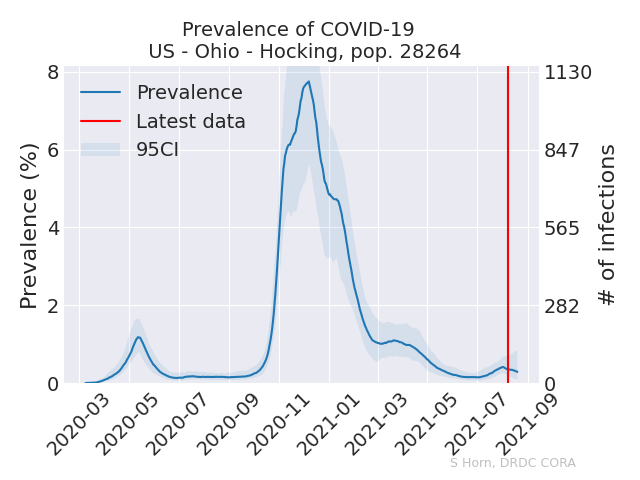 Prevalence of COVID-19
US - Ohio - Hocking, pop. 28264
Prevalence
Latest data
95CI
Prevalence (%)
8
6
4
2
0
1130
847
565
282
0
# of infections
2020-03
2020-05
2020-07
2020-09
2020-11
2021-01
2021-03
2021-05
2021-07
2021-09
S Horn, DRDC CORA